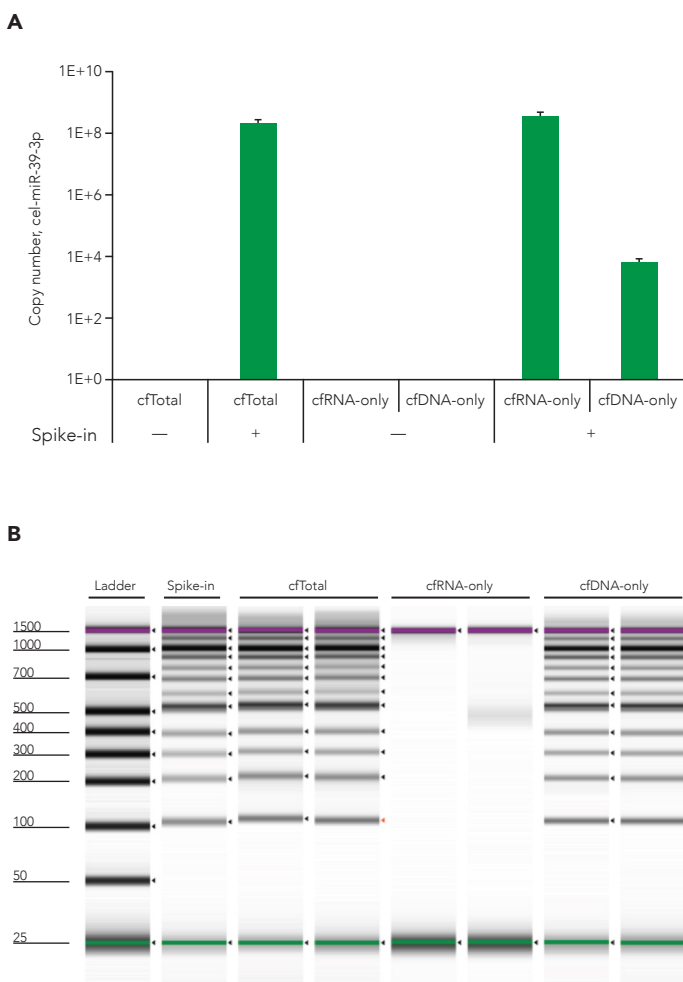 A
Copy number, cel-miR-39-3p
1E+10
1E+8
1E+6
1E+4
1E+2
1E+0
cfTotal cfTotal cfRNA-only cfDNA-only cfRNA-only cfDNA-only
Spike-in — + — +
B
Ladder Spike-in cfTotal cfRNA-only cfDNA-only
1500
1000
700
500
400
300
200
100
50
25